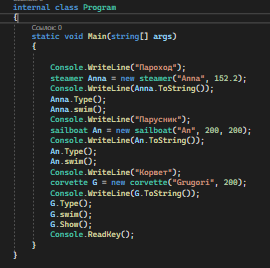 internal class Program
{
Ссылок: 0
static void Main(string[] args)
{
Console.WriteLine("Пароход");
steamer Anna = new steamer("Anna", 152.2);
Console.WriteLine(Anna.ToString());
Anna.Type();
Anna.swim();
Console.WriteLine("Парусник");
sailboat An = new sailboat("An", 200, 200);
Console.WriteLine(An.ToString());
An.Type();
An.swim();
Console.WriteLine("Корвет");
corvette G = new corvette("Grugori", 200);
Console.WriteLine(G.ToString());
G.Type();
G.swim();
G.Show();
Console.ReadKey();
}
}